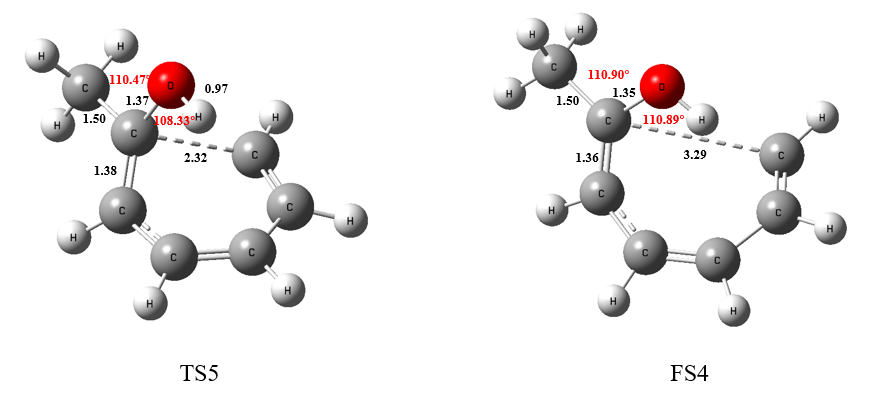 H H H H
C 110.47° O 0.97 C 110.90° O
1.37 1.50 1.35
H 1.50 108.33° H H H 110.89° H H
C C C C
2.32 3.29
1.38 1.36
C C C C
H H H H
C C C C
H H H H
TS5 FS4